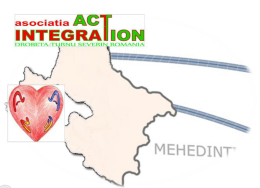 asociatia ACT
INTEGRATION
DROBETA-TURNU SEVERIN ROMANIA
MEHEDINT